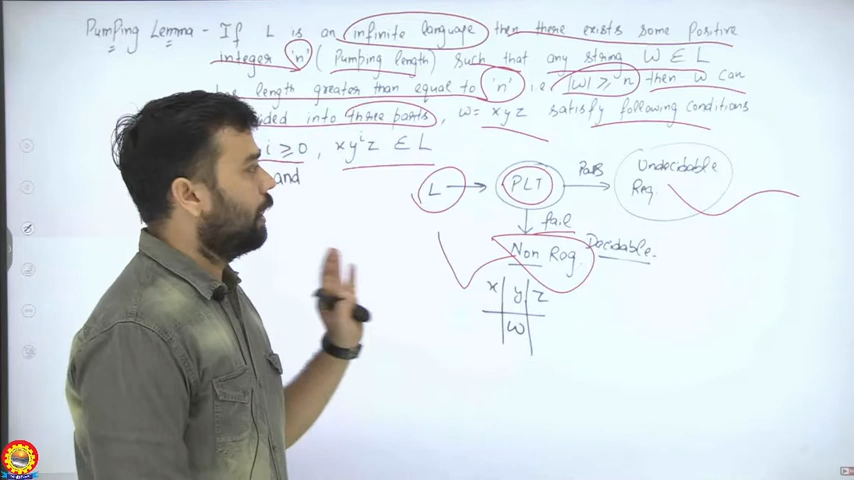 Pumping Lemma - If L is an infinite language then there exists some positive
integer 'n' (Pumping length) such that any string W ∈ L
length greater than equal to 'n' i.e |W| ≥ n then W can
into three parts, w = xyz satisfy following conditions
i ≥ 0, xyⁱz ∈ L
and
L → PLT → Pass Undecidable
Reg
fail
Non Reg. Decidable.
x | y | z
w